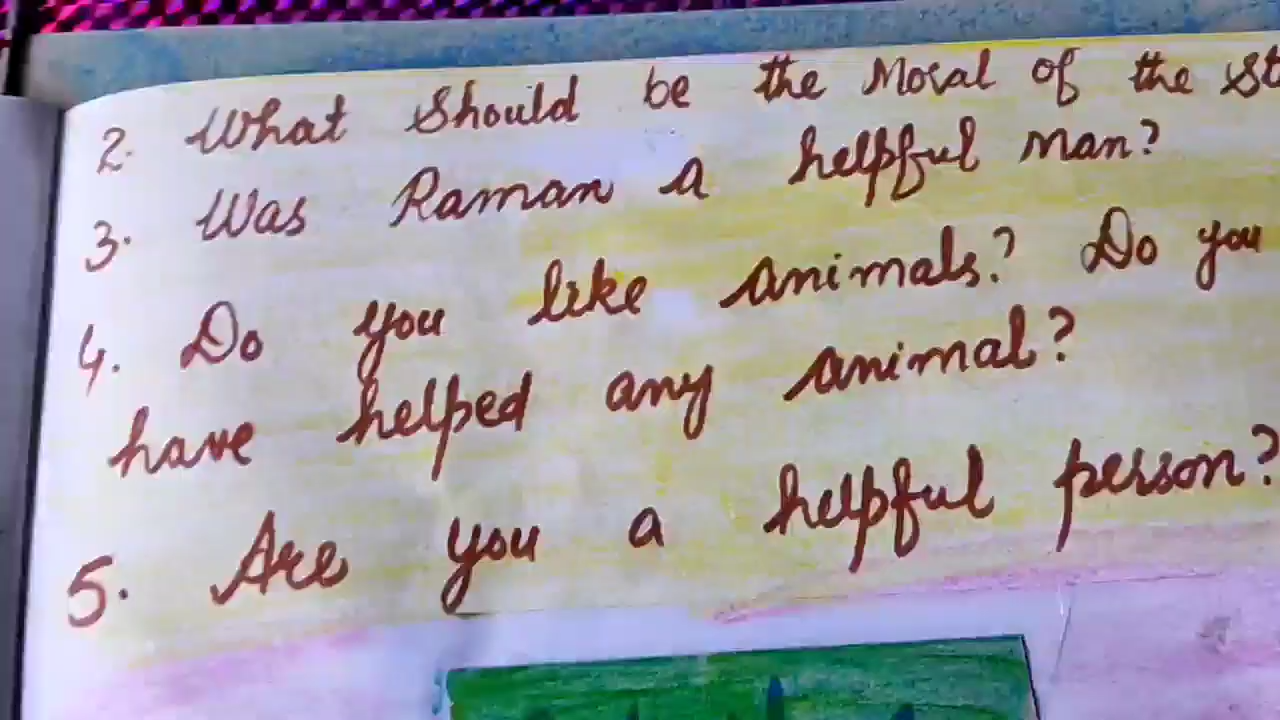 2. What Should be the Moral of the St
3. Was Raman a helpful man?
4. Do you like animals? Do you
have helped any animal?
5. Are you a helpful person?